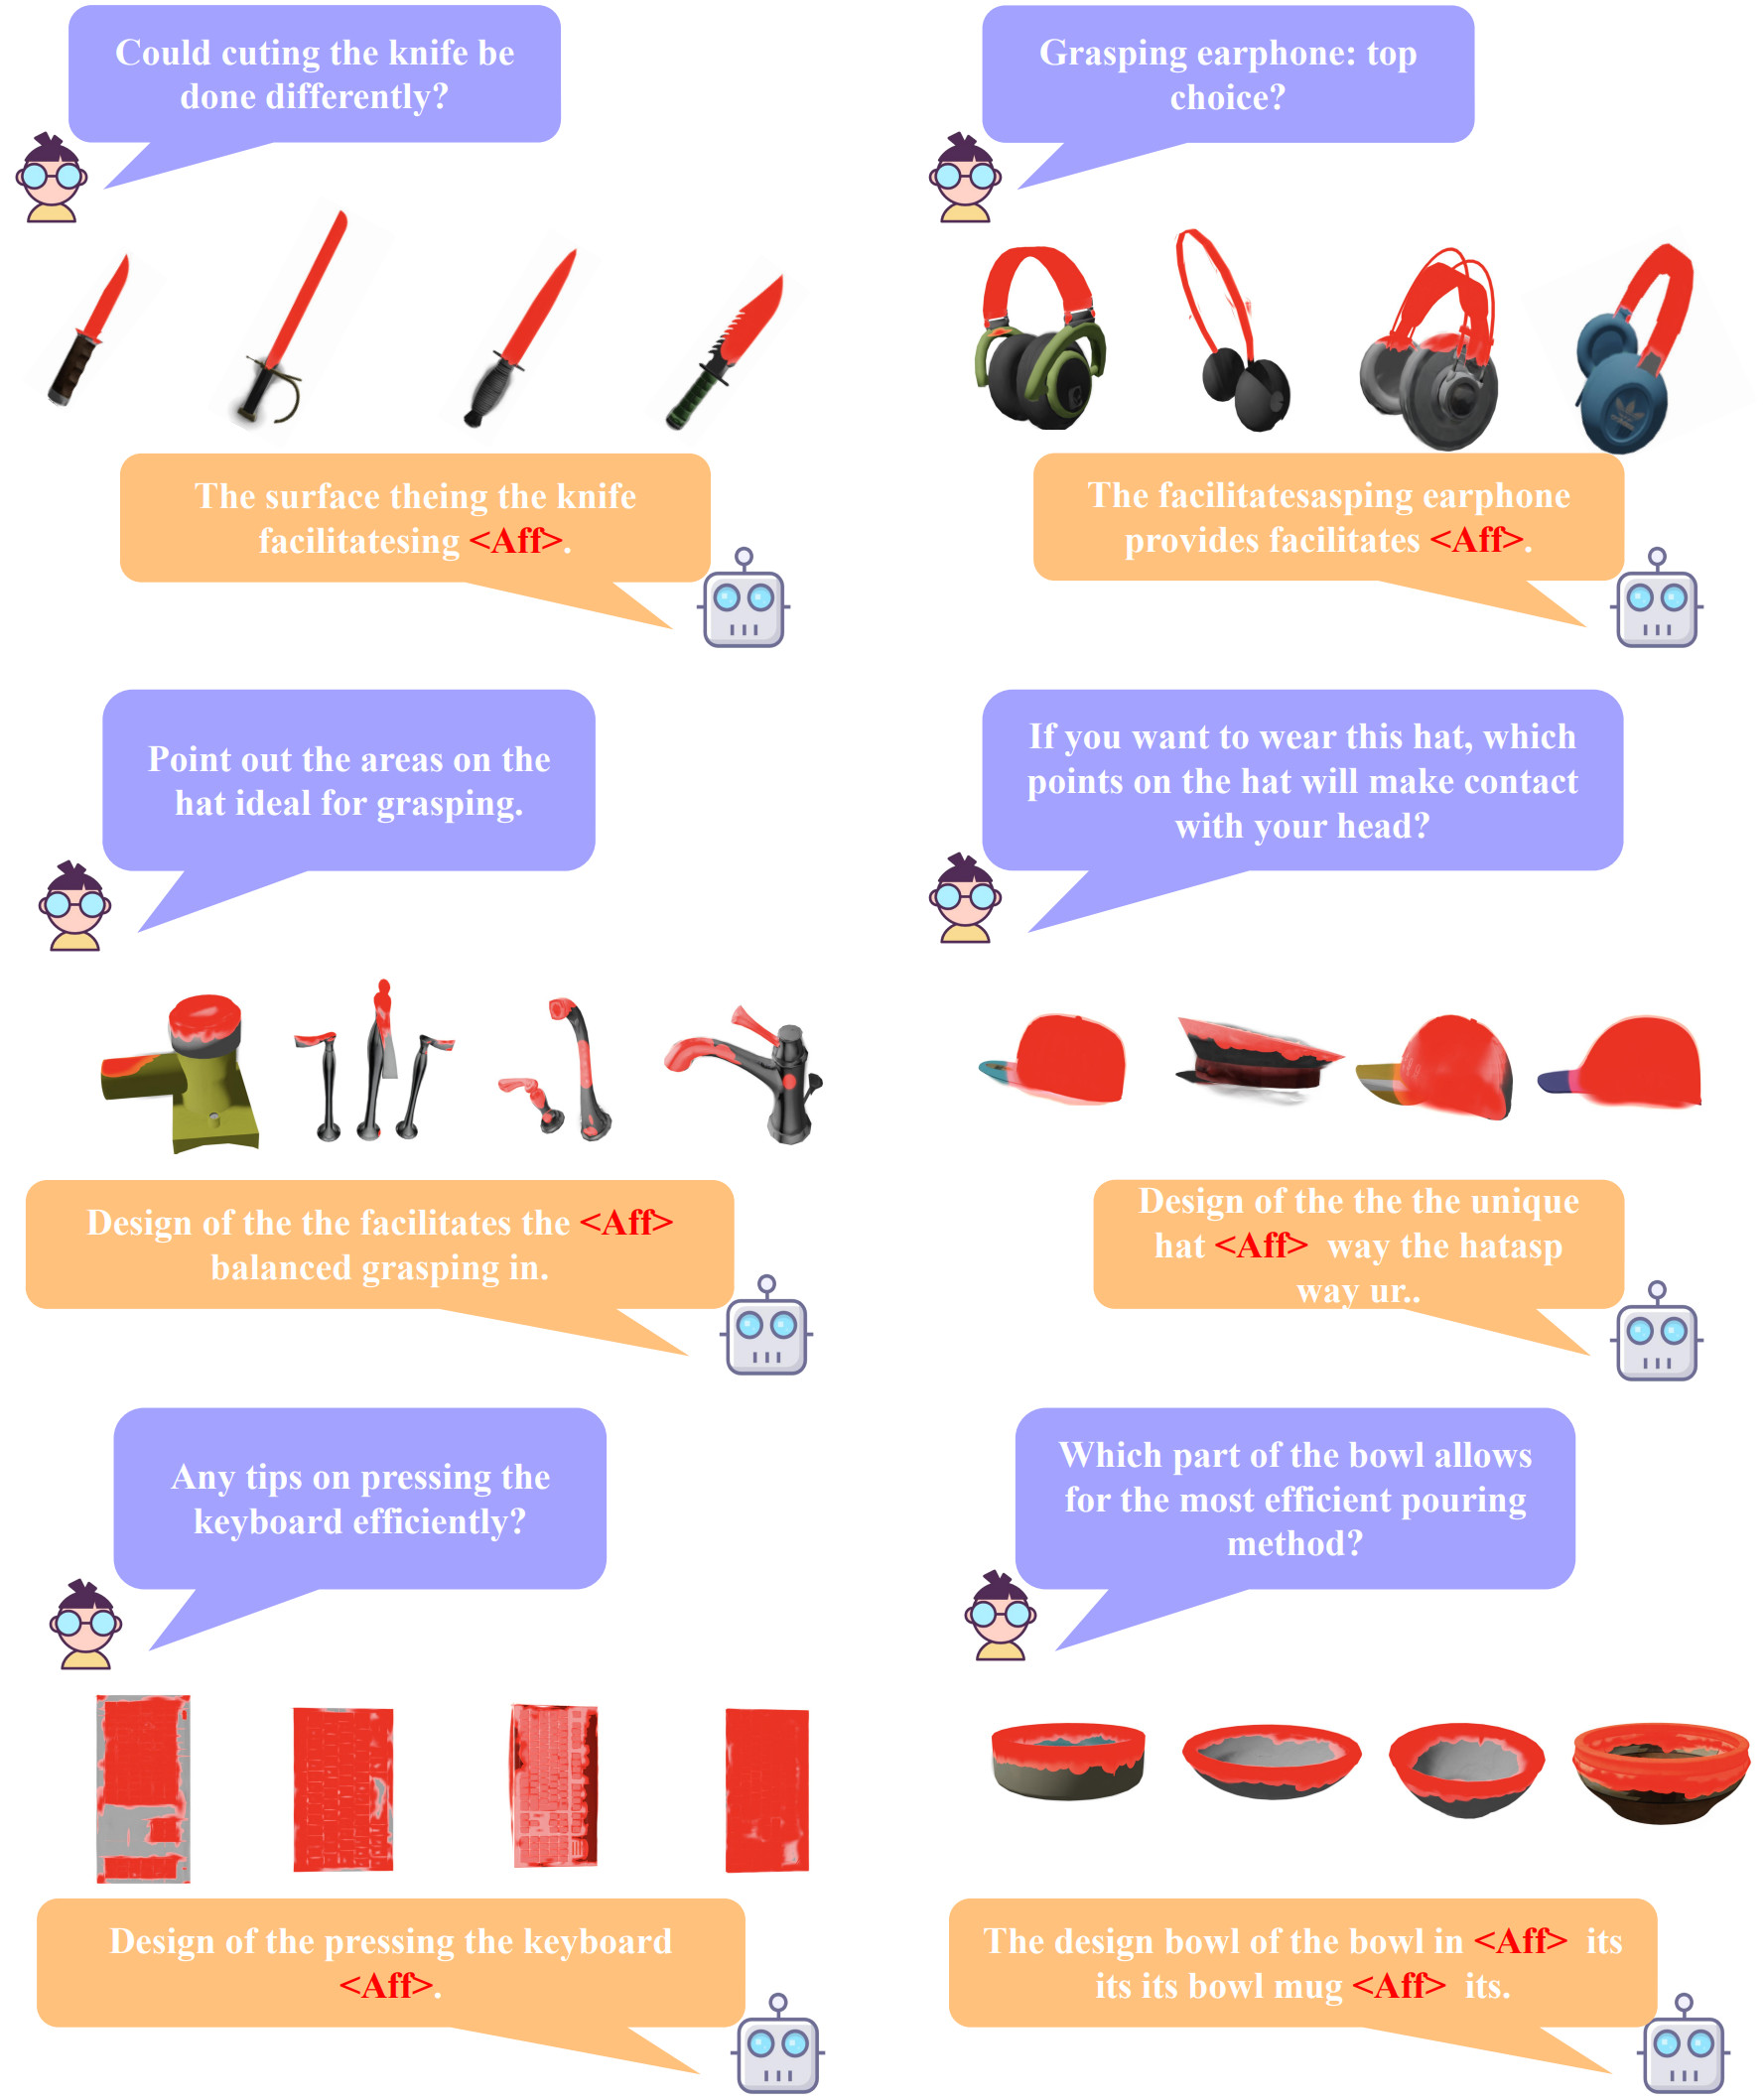 Could cuting the knife be
done differently?
Grasping earphone: top
choice?
The surface theing the knife
facilitatesing <Aff>.
The facilitatesasping earphone
provides facilitates <Aff>.
Point out the areas on the
hat ideal for grasping.
If you want to wear this hat, which
points on the hat will make contact
with your head?
Design of the the facilitates the <Aff>
balanced grasping in.
Design of the the the unique
hat <Aff> way the hatasp
way ur..
Any tips on pressing the
keyboard efficiently?
Which part of the bowl allows
for the most efficient pouring
method?
Design of the pressing the keyboard
<Aff>.
The design bowl of the bowl in <Aff> its
its its bowl mug <Aff> its.